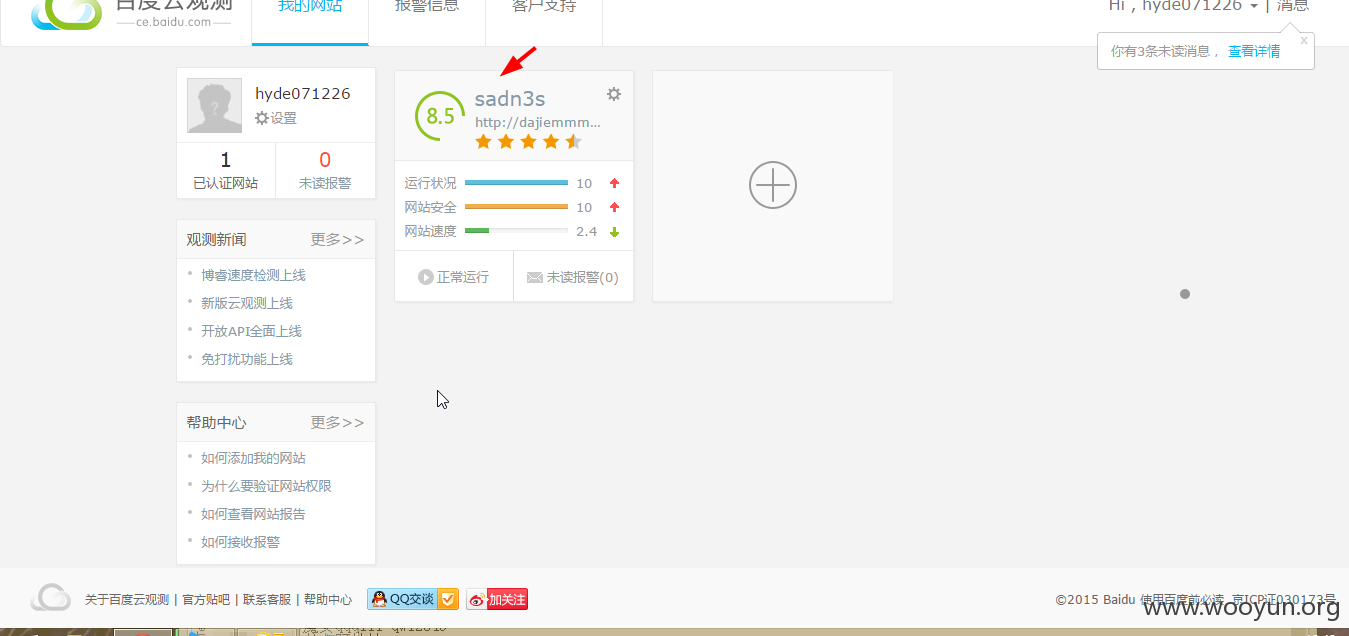 百度云观测
ce.baidu.com
我的网站
报警信息
客户支持
Hi , hyde071226 | 消息
你有3条未读消息， 查看详情 x
hyde071226
设置
1
已认证网站
0
未读报警
观测新闻 更多>>
博睿速度检测上线
新版云观测上线
开放API全面上线
免打扰功能上线
帮助中心 更多>>
如何添加我的网站
为什么要验证网站权限
如何查看网站报告
如何接收报警
8.5
sadn3s
http://dajiemmm...
运行状况 10
网站安全 10
网站速度 2.4
正常运行
未读报警(0)
关于百度云观测 | 官方贴吧 | 联系客服 | 帮助中心
QQ交谈
加关注
©2015 Baidu 使用百度前必读 京ICP证030173号
www.wooyun.org